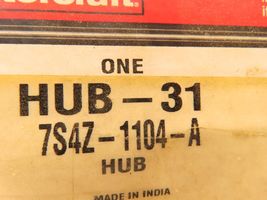 ONE
HUB-31
7S4Z-1104-A
HUB
MADE IN INDIA